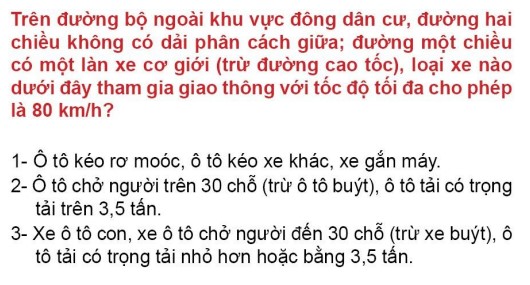 Trên đường bộ ngoài khu vực đông dân cư, đường hai
chiều không có dải phân cách giữa; đường một chiều
có một làn xe cơ giới (trừ đường cao tốc), loại xe nào
dưới đây tham gia giao thông với tốc độ tối đa cho phép
là 80 km/h?
1- Ô tô kéo rơ moóc, ô tô kéo xe khác, xe gắn máy.
2- Ô tô chở người trên 30 chỗ (trừ ô tô buýt), ô tô tải có trọng
tải trên 3,5 tấn.
3- Xe ô tô con, xe ô tô chở người đến 30 chỗ (trừ xe buýt), ô
tô tải có trọng tải nhỏ hơn hoặc bằng 3,5 tấn.